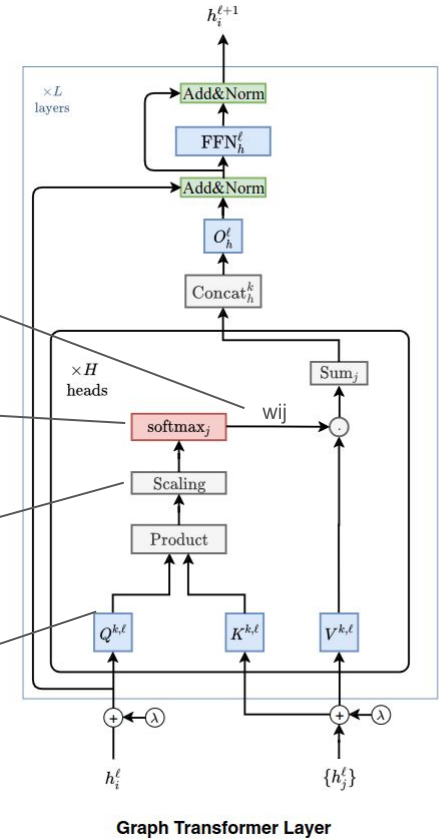 h_i^{ℓ+1}
×L
layers
Add&Norm
FFN_h^ℓ
Add&Norm
O_h^ℓ
Concat_h^k
×H
heads
Sum_j
wij
softmax_j
.
Scaling
Product
Q^{k,ℓ} K^{k,ℓ} V^{k,ℓ}
+ λ + λ
h_i^ℓ {h_j^ℓ}
Graph Transformer Layer